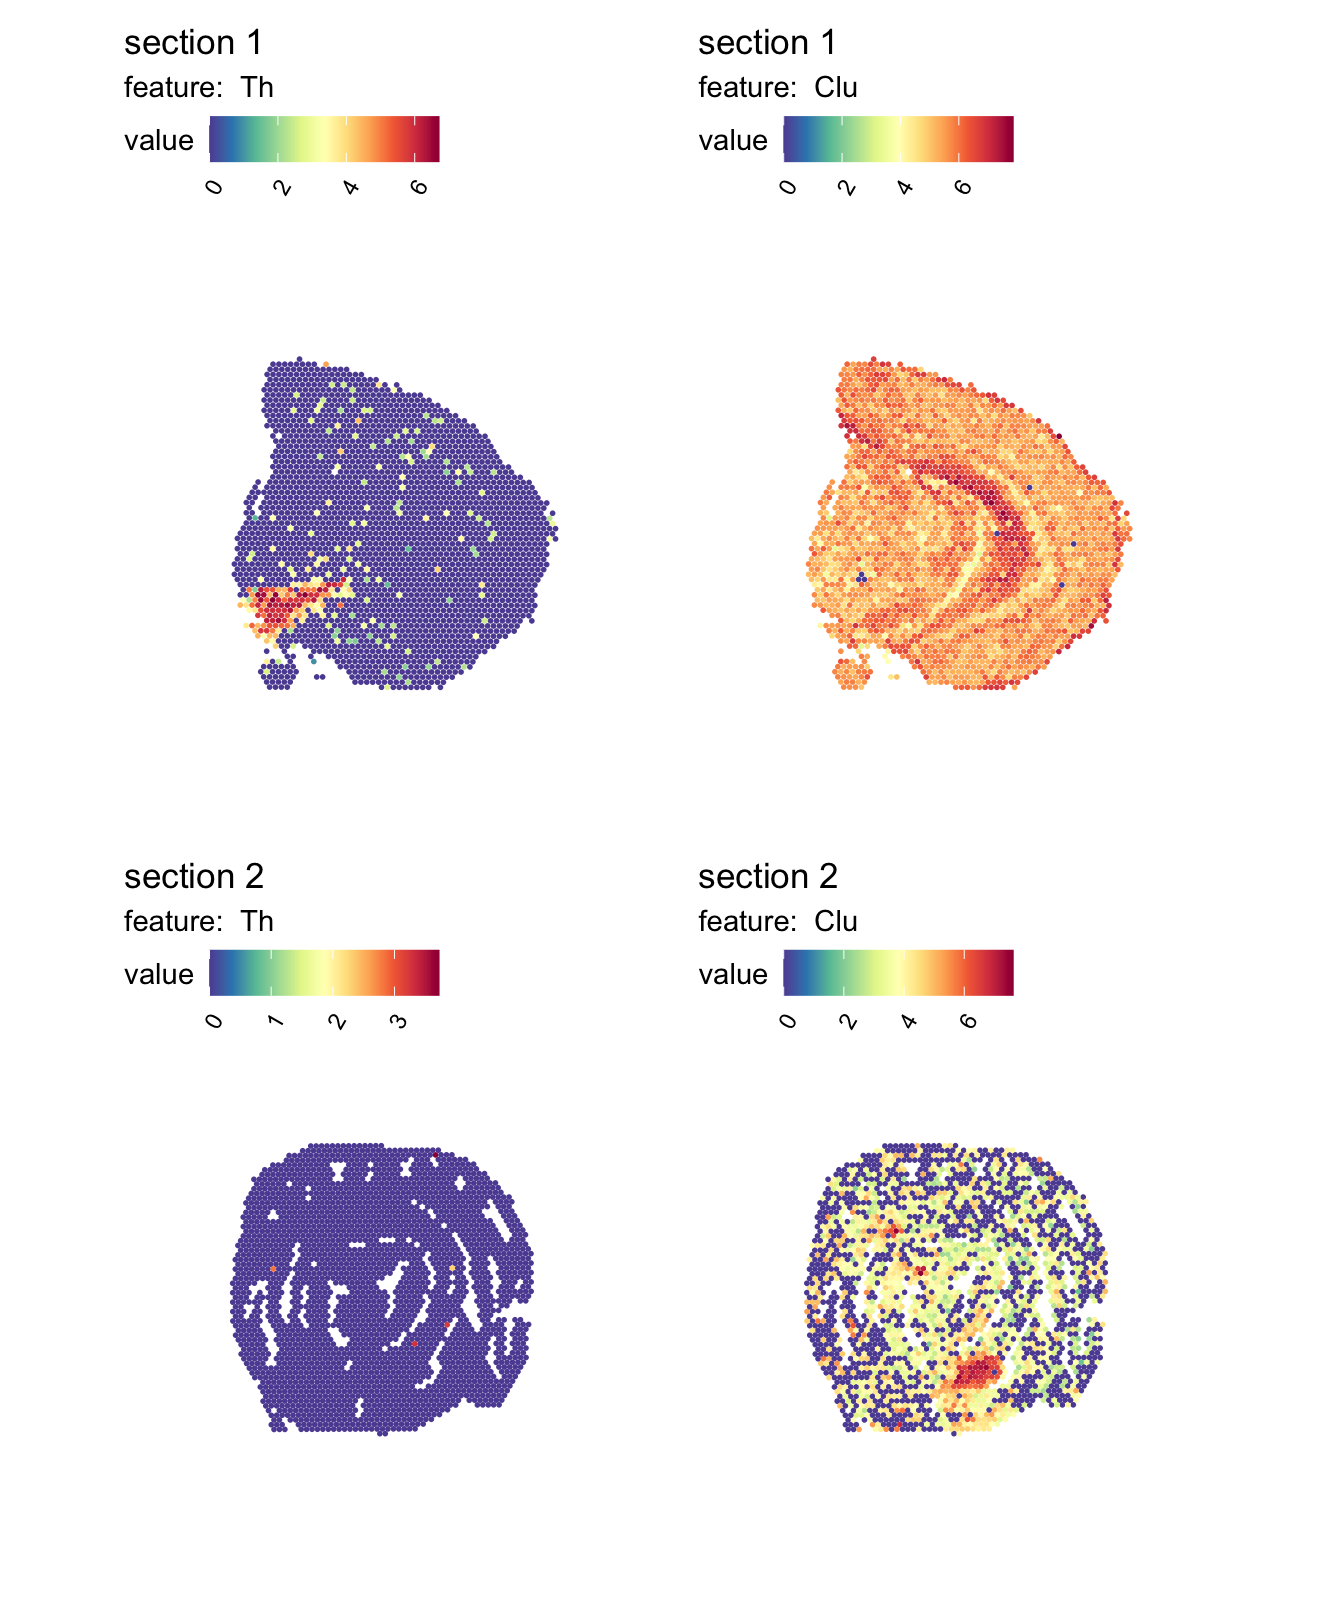 section 1
feature: Th
value
0 2 4 6
section 1
feature: Clu
value
0 2 4 6
section 2
feature: Th
value
0 1 2 3
section 2
feature: Clu
value
0 2 4 6